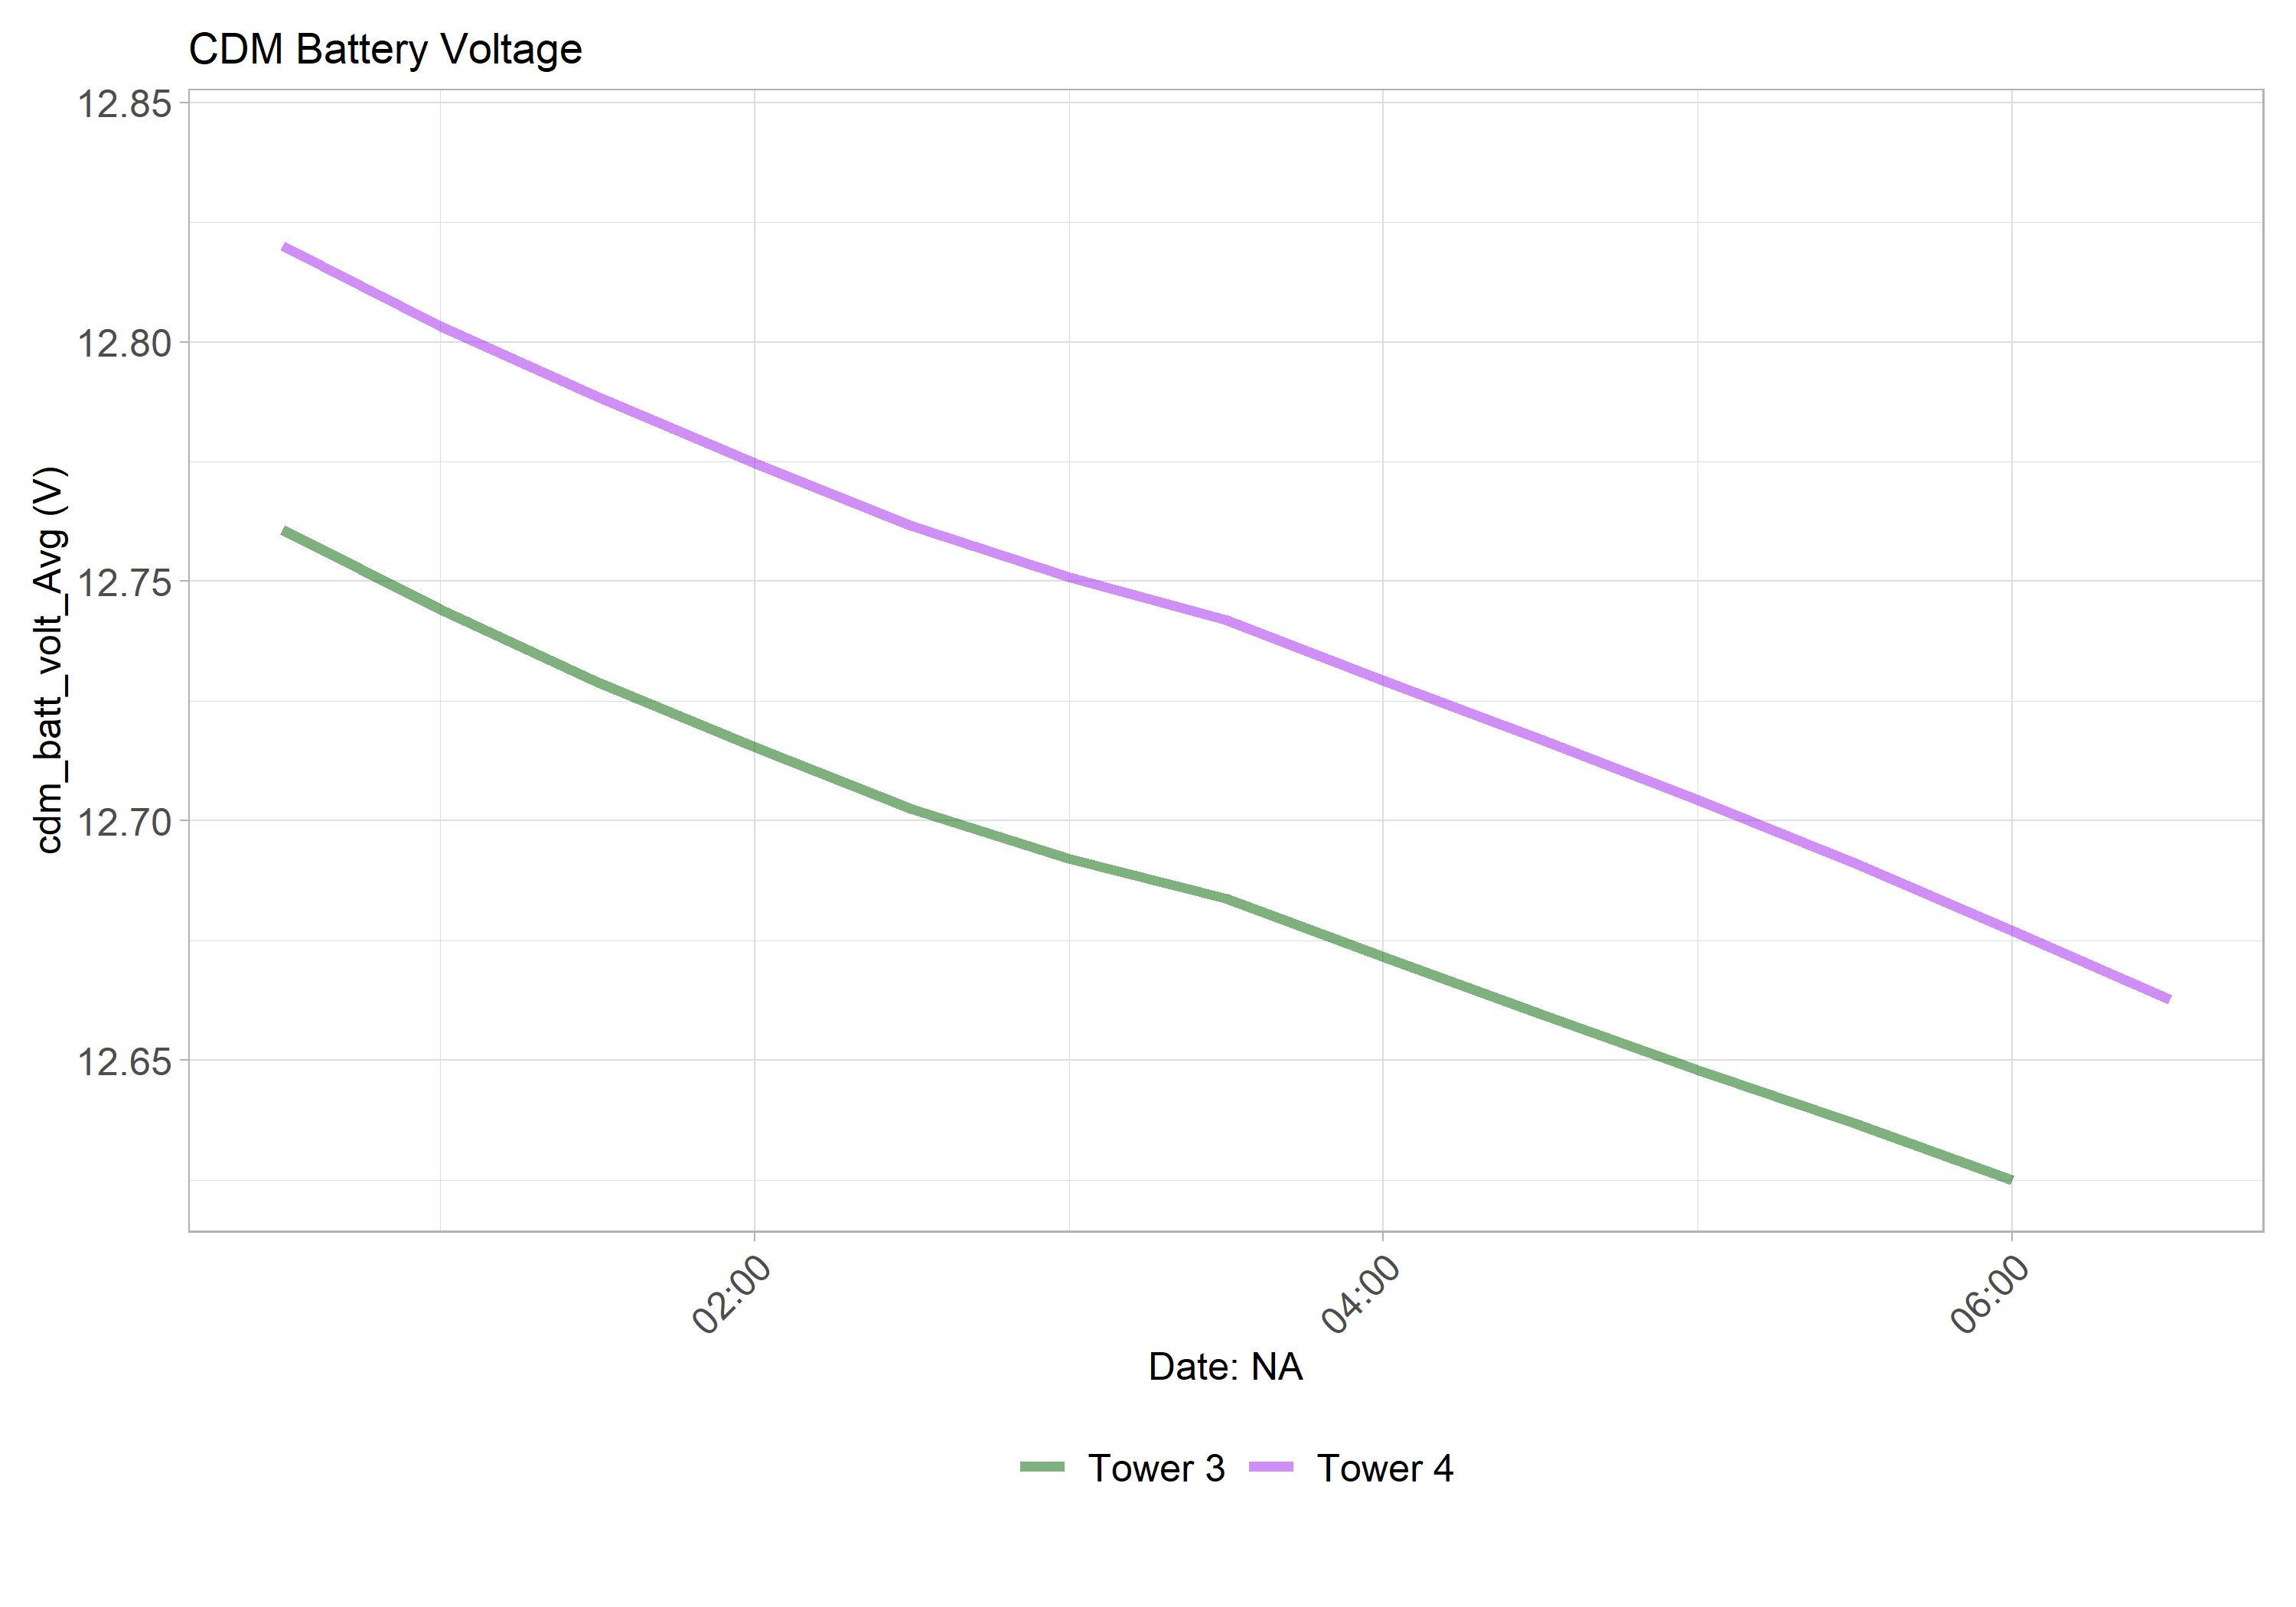 CDM Battery Voltage
cdm_batt_volt_Avg (V)
12.85
12.80
12.75
12.70
12.65
02:00
04:00
06:00
Date: NA
Tower 3
Tower 4